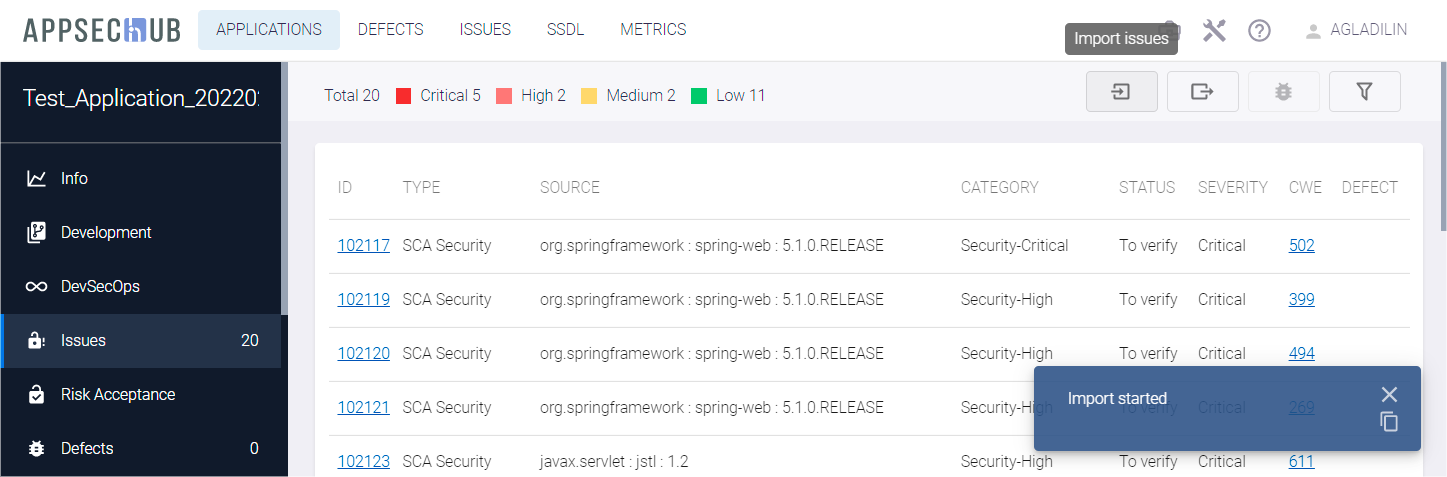 APPSECHUB APPLICATIONS DEFECTS ISSUES SSDL METRICS AGLADILIN
Import issues
Test_Application_20220
Total 20 Critical 5 High 2 Medium 2 Low 11
Info
Development
DevSecOps
Issues 20
Risk Acceptance
Defects 0
ID TYPE SOURCE CATEGORY STATUS SEVERITY CWE DEFECT
102117 SCA Security org.springframework : spring-web : 5.1.0.RELEASE Security-Critical To verify Critical 502
102119 SCA Security org.springframework : spring-web : 5.1.0.RELEASE Security-High To verify Critical 399
102120 SCA Security org.springframework : spring-web : 5.1.0.RELEASE Security-High To verify Critical 494
102121 SCA Security org.springframework : spring-web : 5.1.0.RELEASE Security-High To verify Critical 269
Import started
102123 SCA Security javax.servlet : jstl : 1.2 Security-High To verify Critical 611